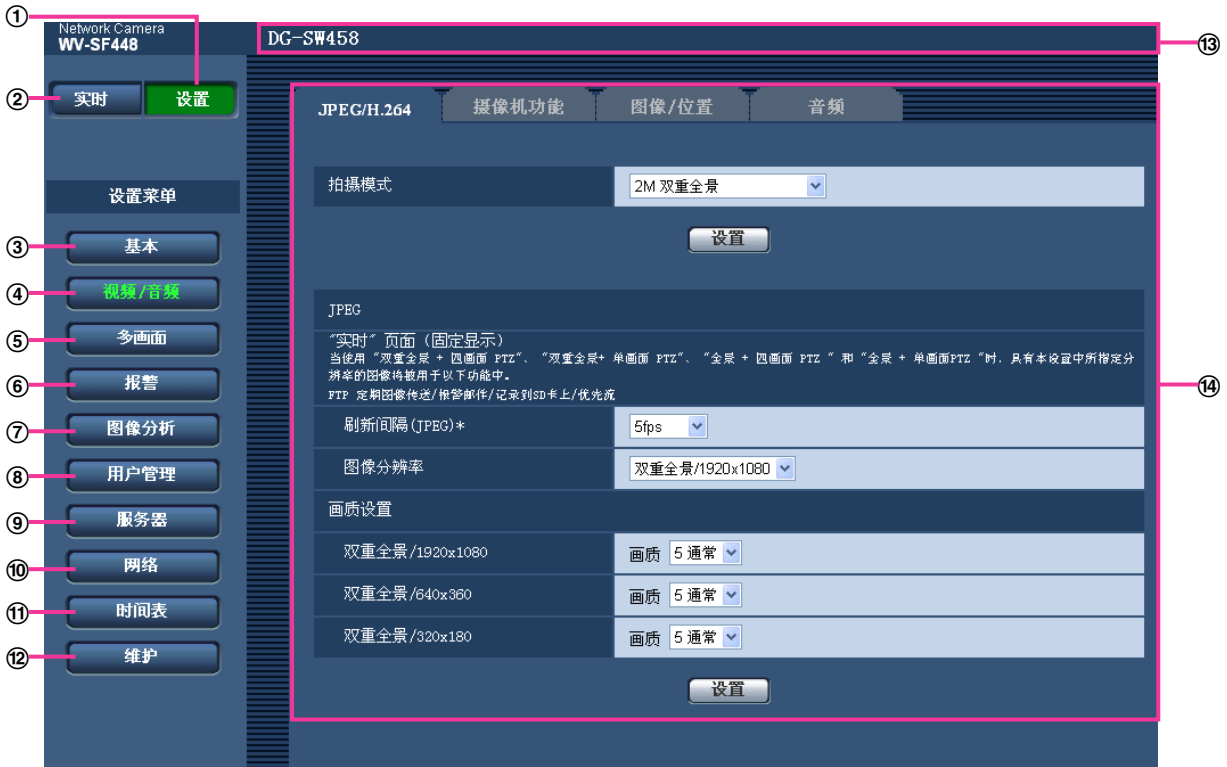 ①
Network Camera
WV-SF448
DG-SW458
⑬
② 实时 设置
JPEG/H.264 摄像机功能 图像/位置 音频
设置菜单
拍摄模式 2M 双重全景
设置
③ 基本
④ 视频/音频
⑤ 多画面
⑥ 报警
⑦ 图像分析
⑧ 用户管理
⑨ 服务器
⑩ 网络
⑪ 时间表
⑫ 维护
JPEG
“实时” 页面（固定显示）
当使用 “双重全景 + 四画面 PTZ”、 “双重全景+ 单画面 PTZ”、 “全景 + 四画面 PTZ ” 和 “全景 + 单画面PTZ ”时，具有本设置中所指定分
辨率的图像将被用于以下功能中。
FTP 定期图像传送/报警邮件/记录到SD卡上/优先流
⑭
刷新间隔(JPEG)* 5fps
图像分辨率 双重全景/1920x1080
画质设置
双重全景/1920x1080 画质 5 通常
双重全景/640x360 画质 5 通常
双重全景/320x180 画质 5 通常
设置